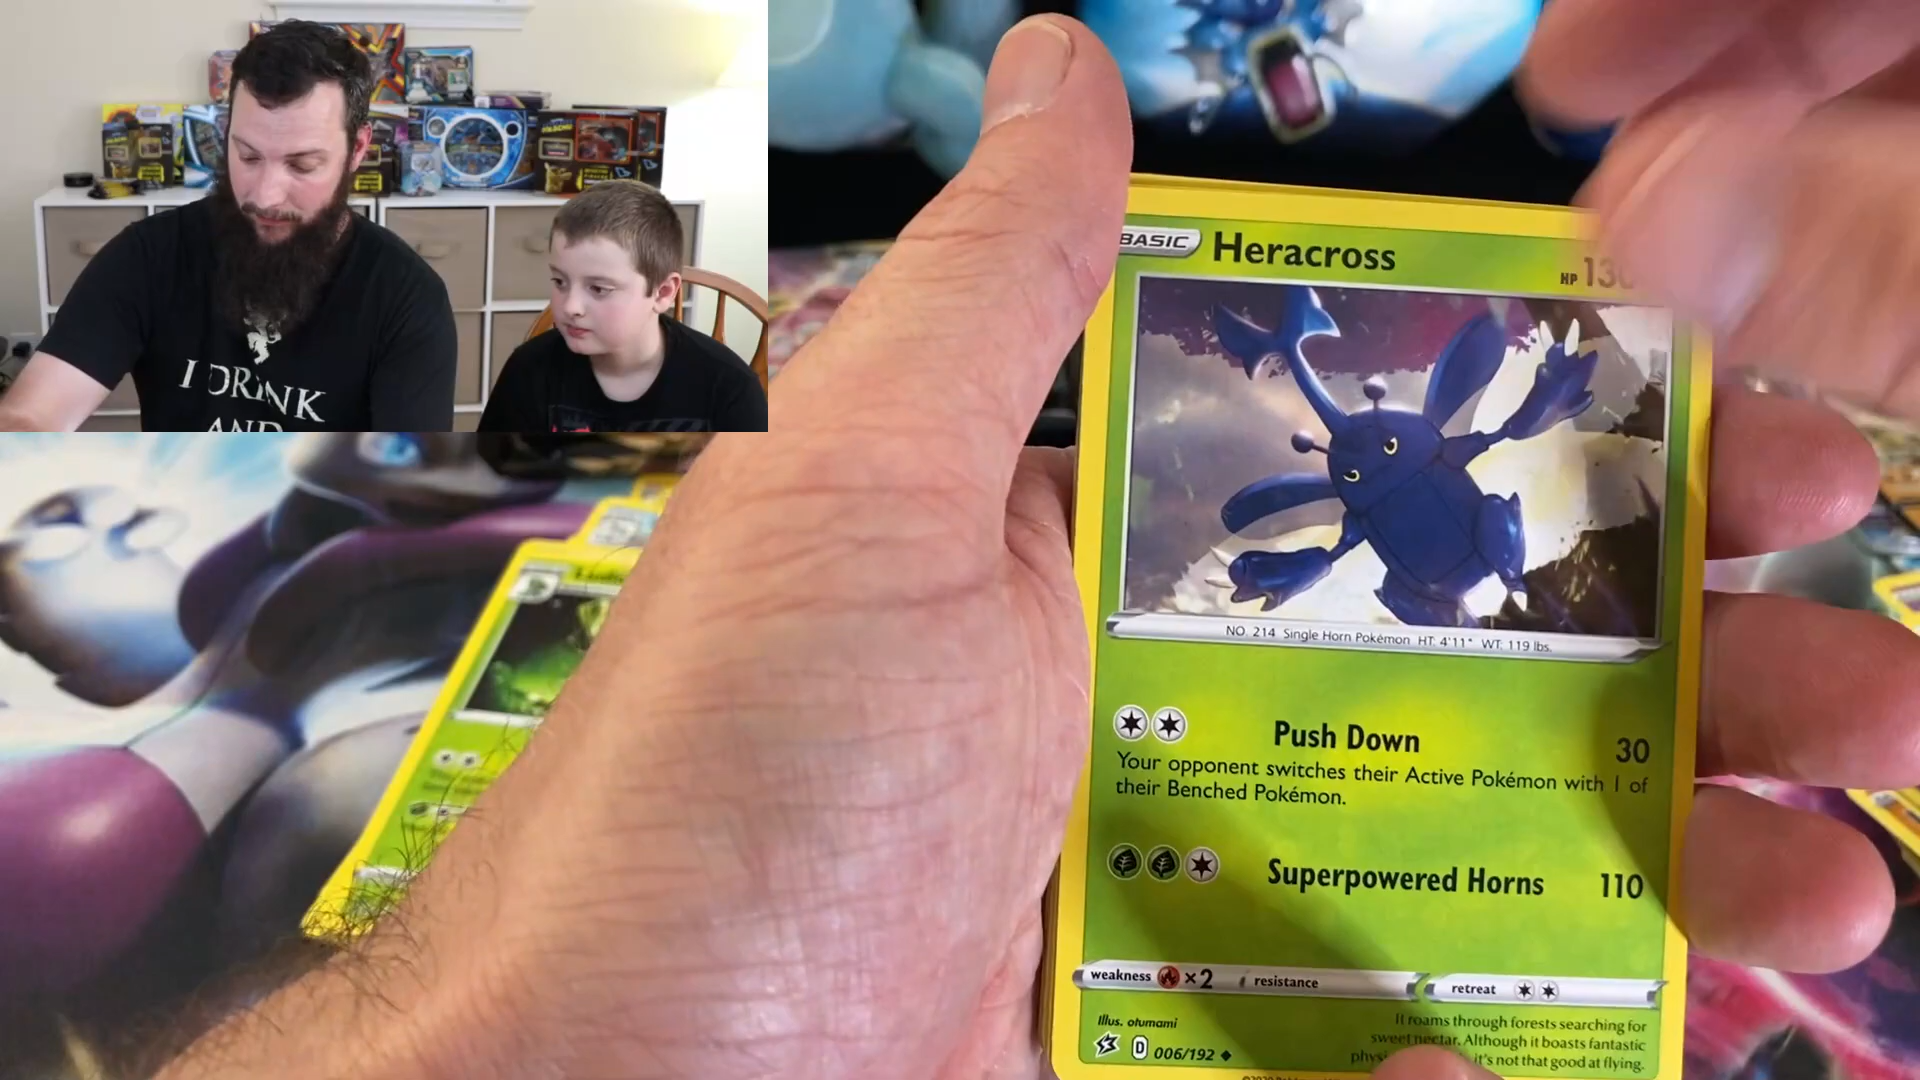 I DRINK
AND
BASIC Heracross HP 130
NO. 214 Single Horn Pokémon HT: 4'11" WT: 119 lbs.
Push Down 30
Your opponent switches their Active Pokémon with 1 of
their Benched Pokémon.
Superpowered Horns 110
weakness ×2 resistance retreat
Illus. otumami
It roams through forests searching for
sweet nectar. Although it boasts fantastic
it's not that good at flying.
D 006/192